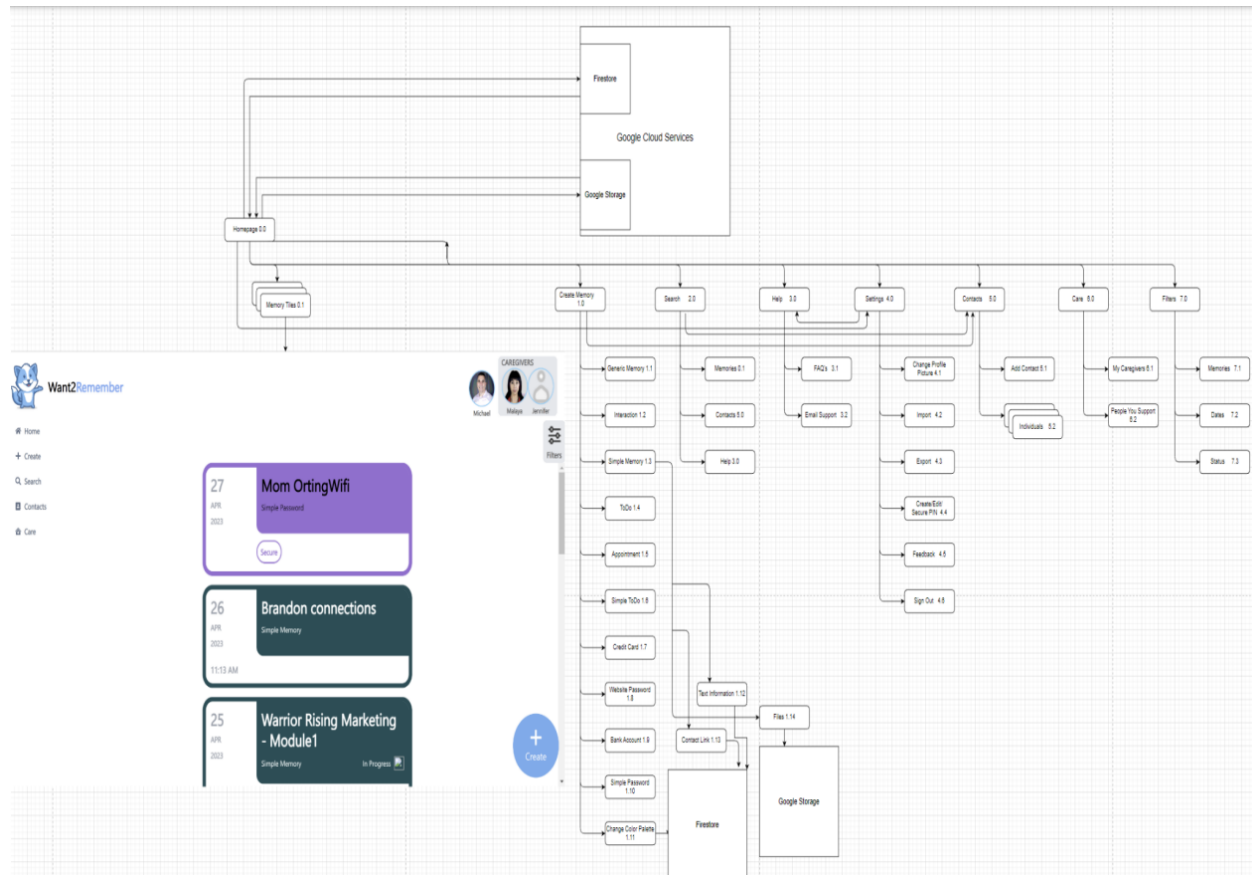 Firestore
Google Cloud Services
Google Storage
Homepage 0.5
Memory Tiles 0.1
Create Memory
1.0
Search 2.0
Help 3.0
Settings 4.0
Contacts 5.0
Care 6.0
Filters 7.0
Want2Remember
CAREGIVERS
Michael
Malaya
Jennifer
Filters
Home
Create
Search
Contacts
Care
27
APR
2023
Mom OrtingWifi
Simple Password
Secure
26
APR
2023
11:13 AM
Brandon connections
Simple Memory
25
APR
2023
Warrior Rising Marketing
- Module1
Simple Memory
In Progress
+
Create
Generic Memory 1.1
Interaction 1.2
Simple Memory 1.3
ToDo 1.4
Appointment 1.5
Simple ToDo 1.6
Credit Card 1.7
Website Password
1.8
Bank Account 1.9
Simple Password
1.10
Change Color Palette
1.11
Text Information 1.12
Contact Link 1.13
Files 1.14
Firestore
Google Storage
Memories 0.1
Contacts 5.0
Help 3.0
FAQ's 3.1
Email Support 3.2
Change Profile
Picture 4.1
Import 4.2
Export 4.3
Create/Edit/
Secure PIN 4.4
Feedback 4.5
Sign Out 4.6
Add Contact 5.1
Individuals 5.2
My Caregivers 6.1
People You Support
6.2
Memories 7.1
Dates 7.2
Status 7.3